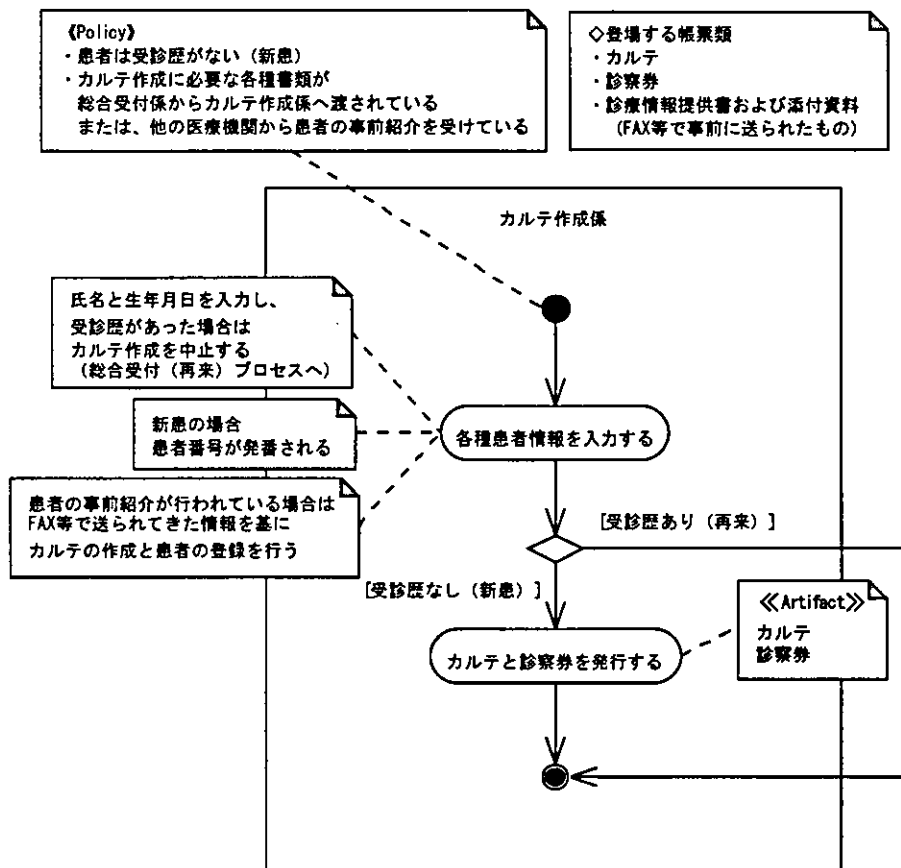 《Policy》
・患者は受診歴がない（新患）
・カルテ作成に必要な各種書類が
総合受付係からカルテ作成係へ渡されている
または、他の医療機関から患者の事前紹介を受けている
◇登場する帳票類
・カルテ
・診察券
・診療情報提供書および添付資料
（FAX等で事前に送られたもの）
カルテ作成係
氏名と生年月日を入力し、
受診歴があった場合は
カルテ作成を中止する
（総合受付（再来）プロセスへ）
新患の場合
患者番号が発番される
各種患者情報を入力する
患者の事前紹介が行われている場合は
FAX等で送られてきた情報を基に
カルテの作成と患者の登録を行う
[受診歴あり（再来）]
[受診歴なし（新患）]
≪Artifact≫
カルテ
診察券
カルテと診察券を発行する